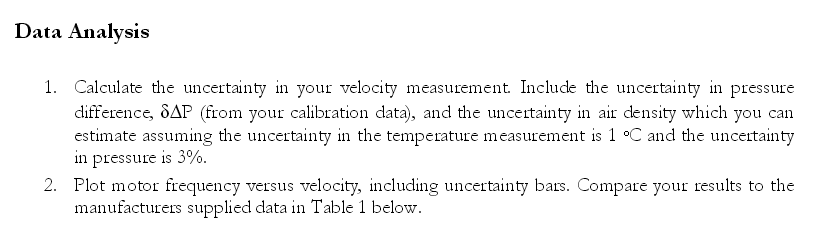 Data Analysis
1. Calculate the uncertainty in your velocity measurement. Include the uncertainty in pressure
difference, δΔP (from your calibration data), and the uncertainty in air density which you can
estimate assuming the uncertainty in the temperature measurement is 1 °C and the uncertainty
in pressure is 3%.
2. Plot motor frequency versus velocity, including uncertainty bars. Compare your results to the
manufacturers supplied data in Table 1 below.